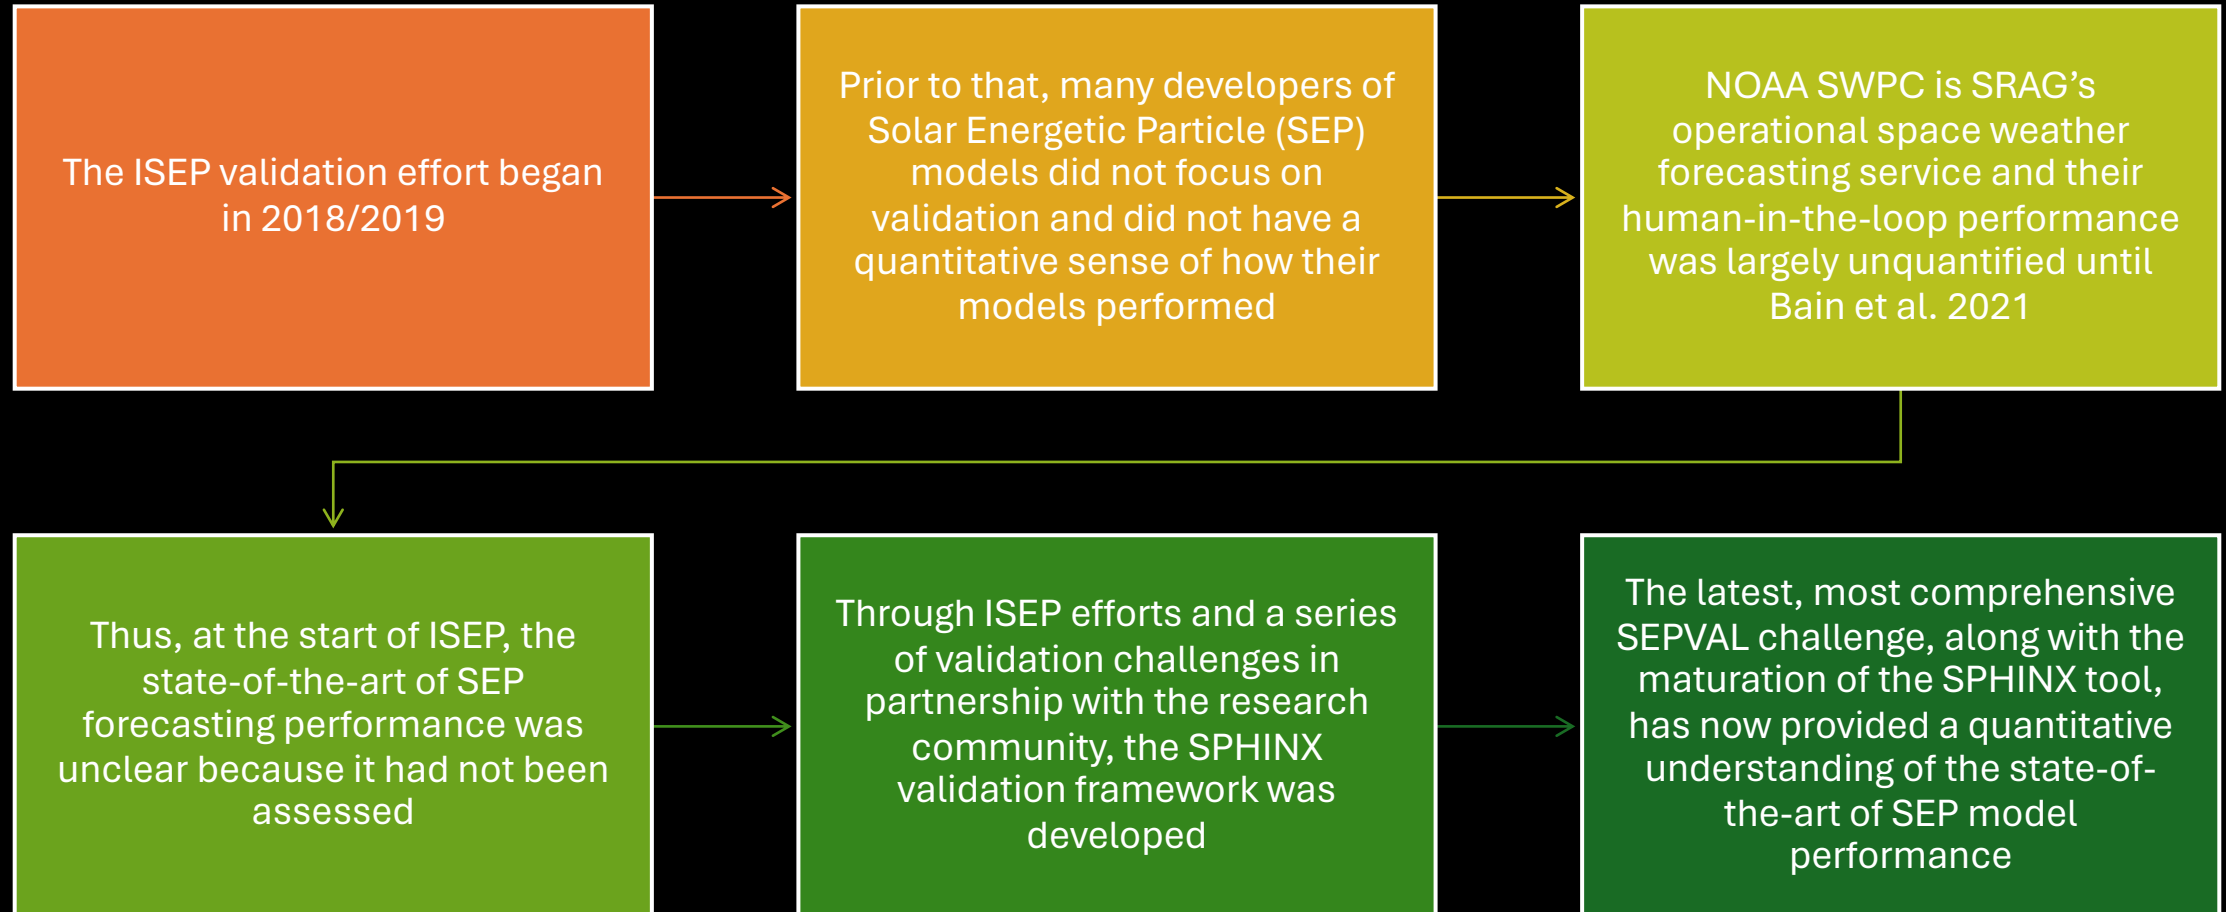 The ISEP validation effort began
in 2018/2019
Prior to that, many developers of
Solar Energetic Particle (SEP)
models did not focus on
validation and did not have a
quantitative sense of how their
models performed
NOAA SWPC is SRAG's
operational space weather
forecasting service and their
human-in-the-loop performance
was largely unquantified until
Bain et al. 2021
Thus, at the start of ISEP, the
state-of-the-art of SEP
forecasting performance was
unclear because it had not been
assessed
Through ISEP efforts and a series
of validation challenges in
partnership with the research
community, the SPHINX
validation framework was
developed
The latest, most comprehensive
SEPVAL challenge, along with the
maturation of the SPHINX tool,
has now provided a quantitative
understanding of the state-of-
the-art of SEP model
performance